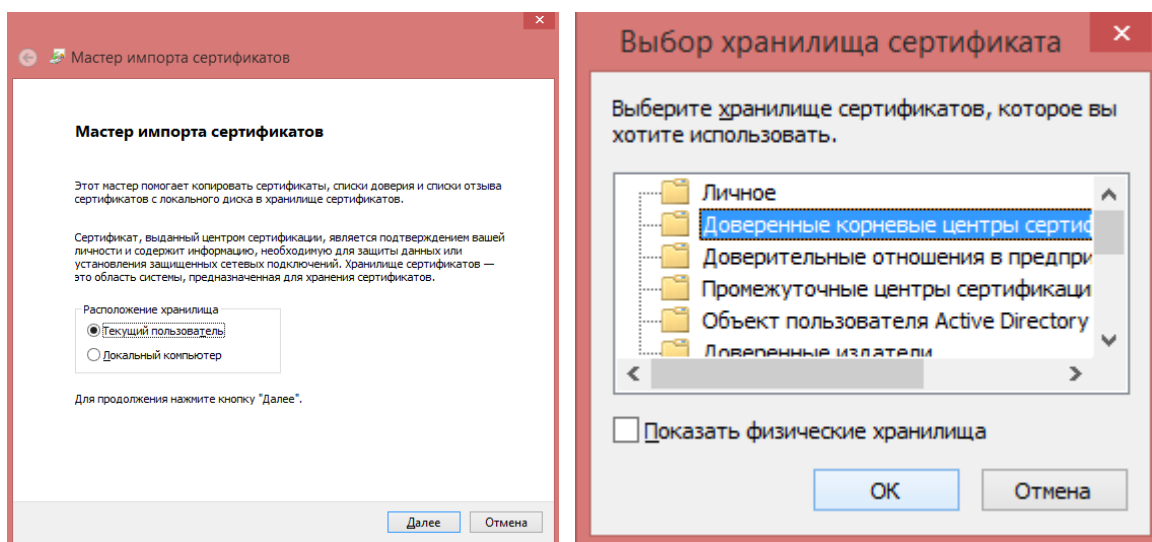 Мастер импорта сертификатов
Мастер импорта сертификатов
Этот мастер помогает копировать сертификаты, списки доверия и списки отзыва
сертификатов с локального диска в хранилище сертификатов.
Сертификат, выданный центром сертификации, является подтверждением вашей
личности и содержит информацию, необходимую для защиты данных или
установления защищенных сетевых подключений. Хранилище сертификатов —
это область системы, предназначенная для хранения сертификатов.
Расположение хранилища
Текущий пользователь
Локальный компьютер
Для продолжения нажмите кнопку "Далее".
Далее
Отмена
Выбор хранилища сертификата
Выберите хранилище сертификатов, которое вы
хотите использовать.
Личное
Доверенные корневые центры сертиф
Доверительные отношения в предпри
Промежуточные центры сертификаци
Объект пользователя Active Directory
Доверенные издатели
Показать физические хранилища
ОК
Отмена